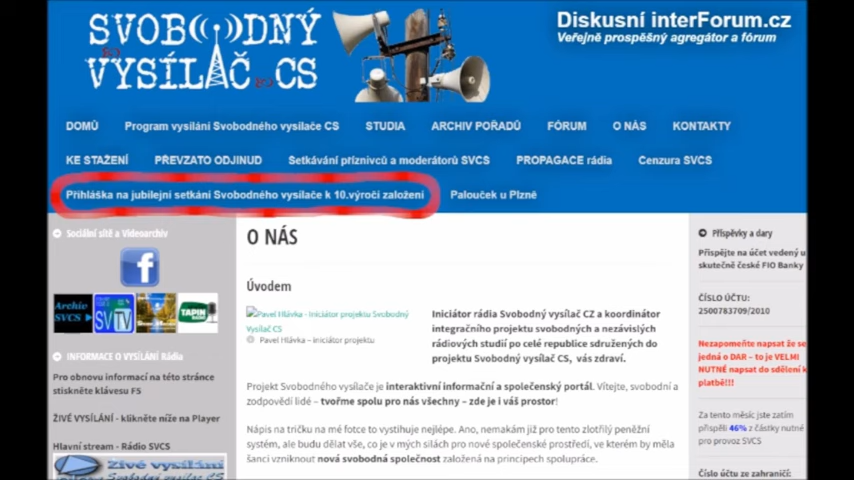 SVOBODNÝ
VYSÍLAČ CS
Diskusní interForum.cz
Veřejně prospěšný agregátor a fórum
DOMŮ Program vysílání Svobodného vysílače CS STUDIA ARCHIV POŘADŮ FÓRUM O NÁS KONTAKTY
KE STAŽENÍ PŘEVZATO ODJINUD Setkávání příznivců a moderátorů SVCS PROPAGACE rádia Cenzura SVCS
Přihláška na jubilejní setkání Svobodného vysílače k 10.výročí založení Palouček u Plzně
Sociální sítě a Videoarchiv
f
Archiv
SVCS
SVTV
TAPIN
INFORMACE O VYSÍLÁNÍ Rádia
Pro obnovu informací na této stránce
stiskněte klávesu F5
ŽIVÉ VYSÍLÁNÍ - klikněte níže na Player
Hlavní stream - Rádio SVCS
Živé vysílání
Svobodný vysílač CS
O NÁS
Úvodem
Pavel Hlávka – Iniciátor projektu Svobodný
Vysílač CS
Pavel Hlávka – iniciátor projektu
Iniciátor rádia Svobodný vysílač CZ a koordinátor
integračního projektu svobodných a nezávislých
rádiových studií po celé republice sdružených do
projektu Svobodný vysílač CS, vás zdraví.
Projekt Svobodného vysílače je interaktivní informační a společenský portál. Vítejte, svobodní a
zodpovědí lidé – tvořme spolu pro nás všechny – zde je i váš prostor!
Nápis na tričku na mé fotce to vystihuje nejlépe. Ano, nemakám již pro tento zlotřilý peněžní
systém, ale budou dělat vše, co je v mých silách pro nové společenské prostředí, ve kterém by měla
šanci vzniknout nová svobodná společnost založená na principech spolupráce.
Příspěvky a dary
Přispějte na účet vedený u
skutečně české FIO Banky
ČÍSLO ÚČTU:
2500783709/2010
Nezapomeňte napsat že se
jedná o DAR – to je VELMI
NUTNÉ napsat do sdělení k
platbě!!!
Za tento měsíc jste zatím
přispěli 46% z částky nutné
pro provoz SVCS
Číslo účtu ze zahraničí: